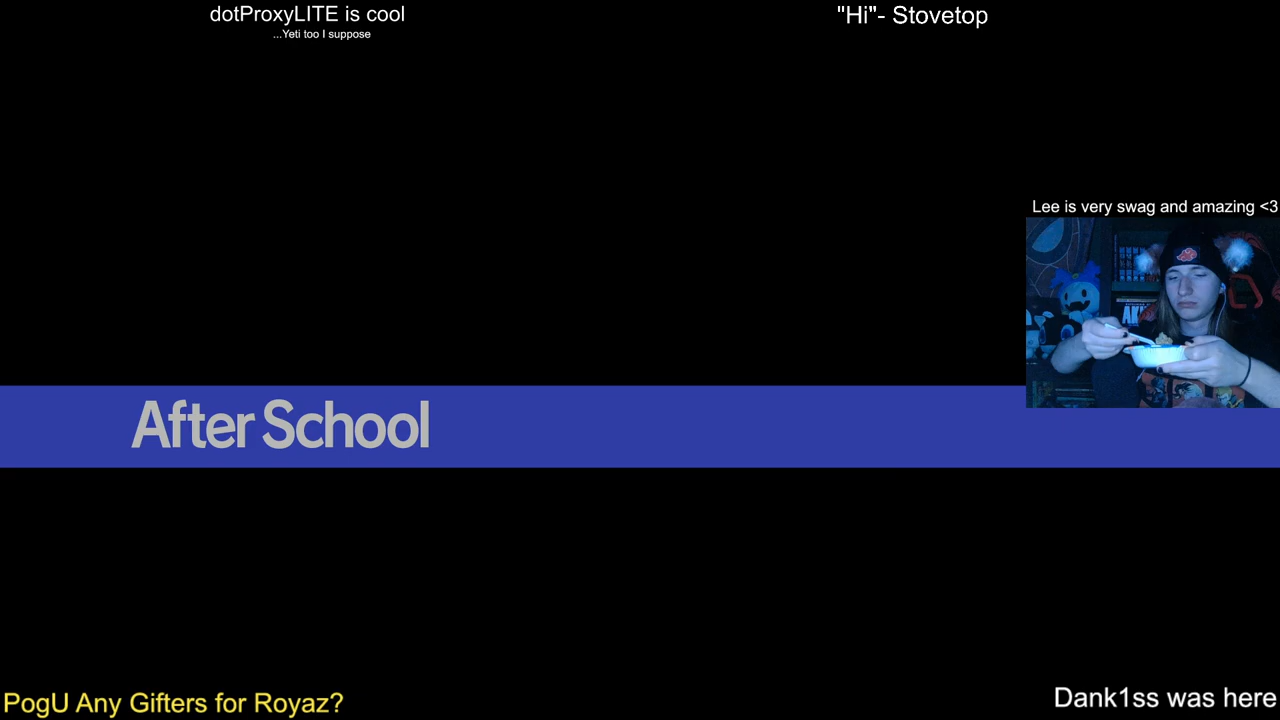 dotProxyLITE is cool
...Yeti too I suppose
"Hi"- Stovetop
Lee is very swag and amazing <3
After School
PogU Any Gifters for Royaz?
Dank1ss was here